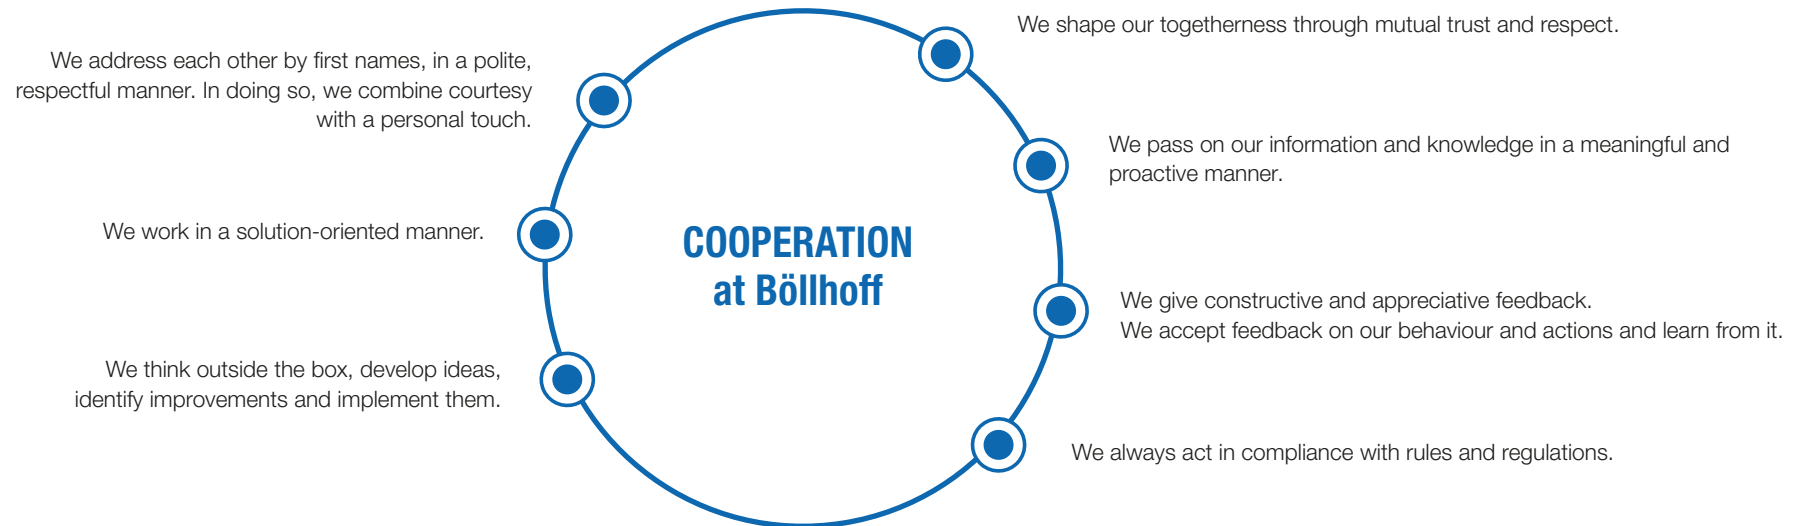 We address each other by first names, in a polite,
respectful manner. In doing so, we combine courtesy
with a personal touch.
We work in a solution-oriented manner.
We think outside the box, develop ideas,
identify improvements and implement them.
COOPERATION
at Böllhoff
We shape our togetherness through mutual trust and respect.
We pass on our information and knowledge in a meaningful and
proactive manner.
We give constructive and appreciative feedback.
We accept feedback on our behaviour and actions and learn from it.
We always act in compliance with rules and regulations.